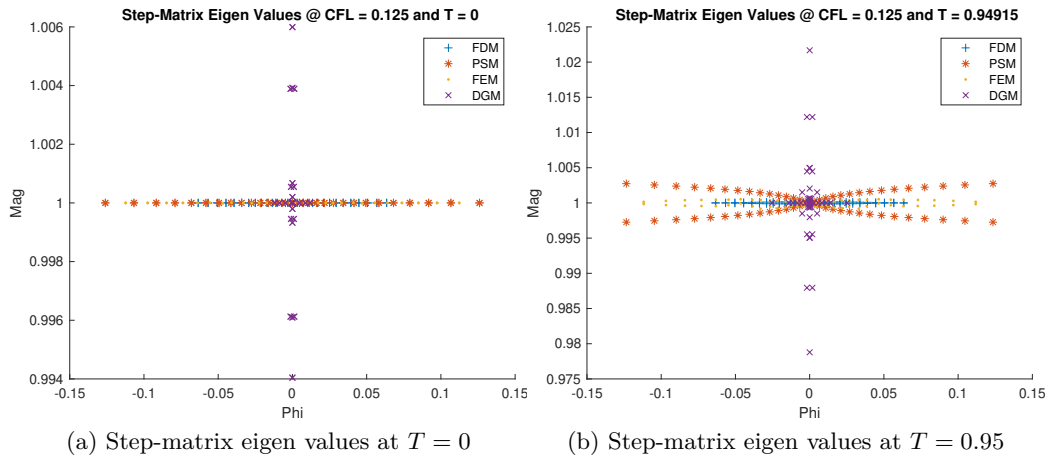 Step-Matrix Eigen Values @ CFL = 0.125 and T = 0
1.006
1.004
1.002
1
0.998
0.996
0.994
Mag
-0.15
-0.1
-0.05
0
0.05
0.1
0.15
Phi
FDM
PSM
FEM
DGM
(a) Step-matrix eigen values at T = 0
Step-Matrix Eigen Values @ CFL = 0.125 and T = 0.94915
1.025
1.02
1.015
1.01
1.005
1
0.995
0.99
0.985
0.98
0.975
Mag
-0.15
-0.1
-0.05
0
0.05
0.1
0.15
Phi
FDM
PSM
FEM
DGM
(b) Step-matrix eigen values at T = 0.95